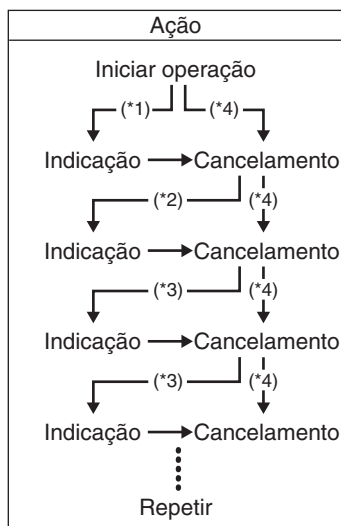 Ação
Iniciar operação
(*1) (*4)
Indicação Cancelamento
(*2) (*4)
Indicação Cancelamento
(*3) (*4)
Indicação Cancelamento
(*3) (*4)
Indicação Cancelamento
Repetir